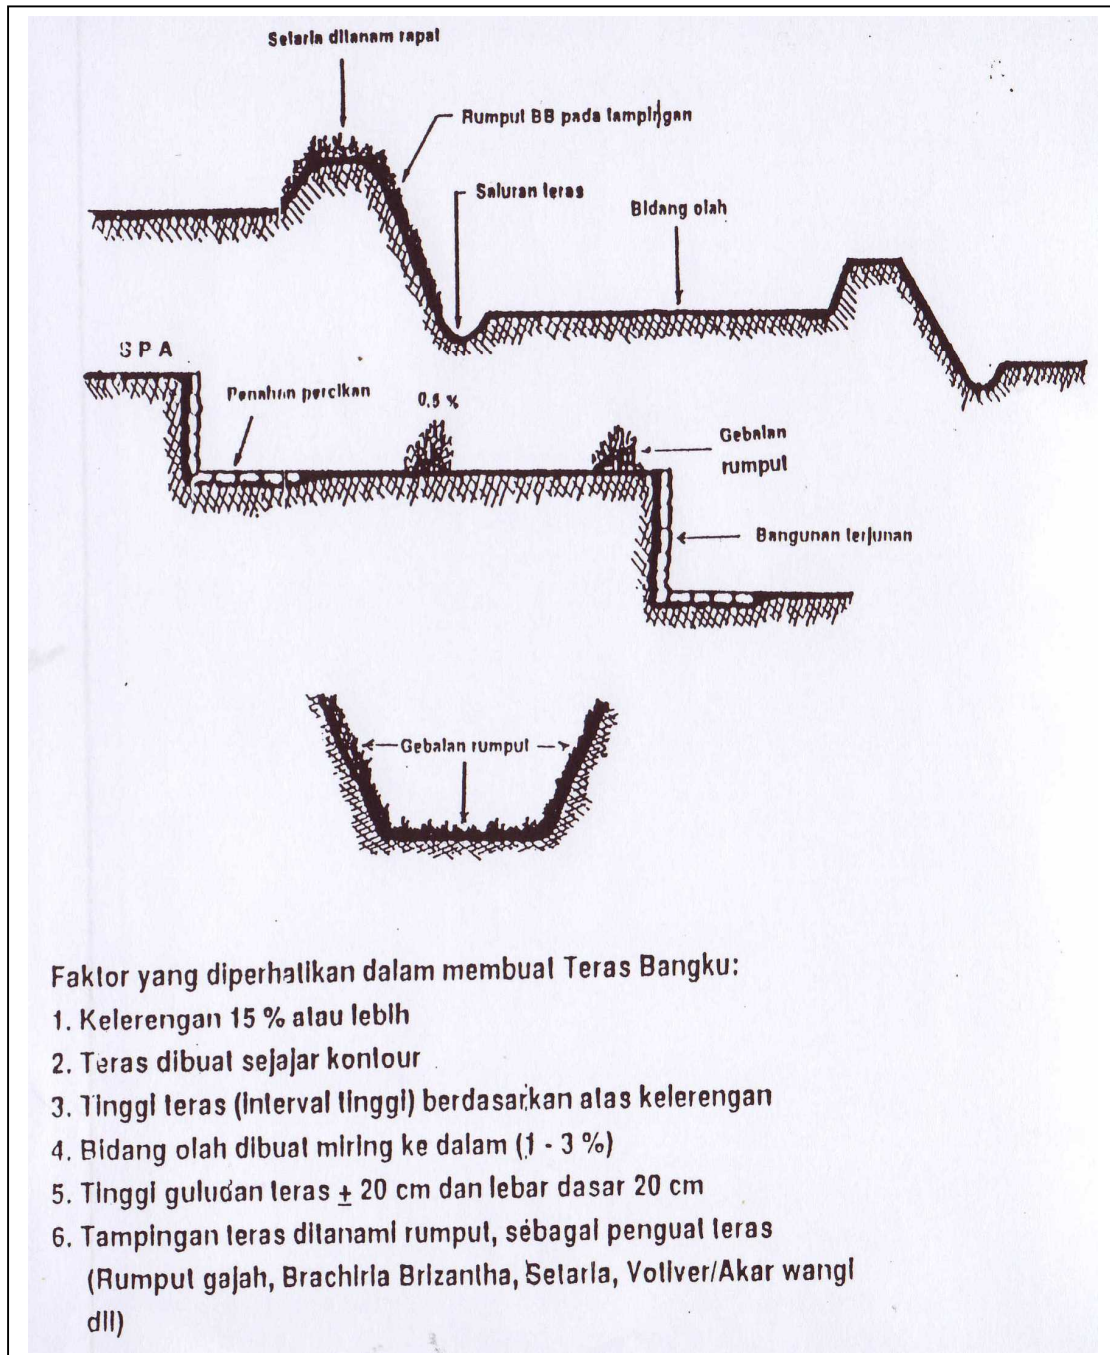 Setaria ditanam rapat
Rumput BB pada tampingan
Saluran teras
Bidang olah
SPA
Penahan percikan
0.5 %
Gebalan
rumput
Bangunan terjunan
Gebalan rumput
Faktor yang diperhatikan dalam membuat Teras Bangku:
1. Kelerengan 15 % atau lebih
2. Teras dibuat sejajar kontour
3. Tinggi teras (interval tinggi) berdasarkan atas kelerengan
4. Bidang olah dibuat miring ke dalam (1 - 3 %)
5. Tinggi guludan teras ± 20 cm dan lebar dasar 20 cm
6. Tampingan teras ditanami rumput, sebagai penguat teras
(Rumput gajah, Brachiria Brizantha, Setaria, Votiver/Akar wangi
dll)